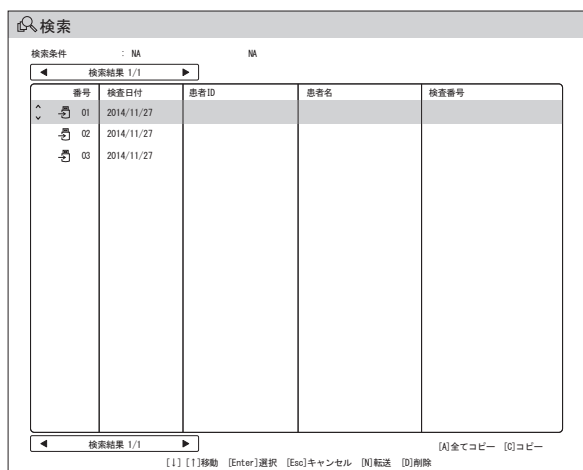 検索
検索条件 : NA NA
◀ 検索結果 1/1 ▶
番号 検査日付 患者ID 患者名 検査番号
01 2014/11/27
02 2014/11/27
03 2014/11/27
◀ 検索結果 1/1 ▶
[A]全てコピー [C]コピー
[↓][↑]移動 [Enter]選択 [Esc]キャンセル [N]転送 [D]削除